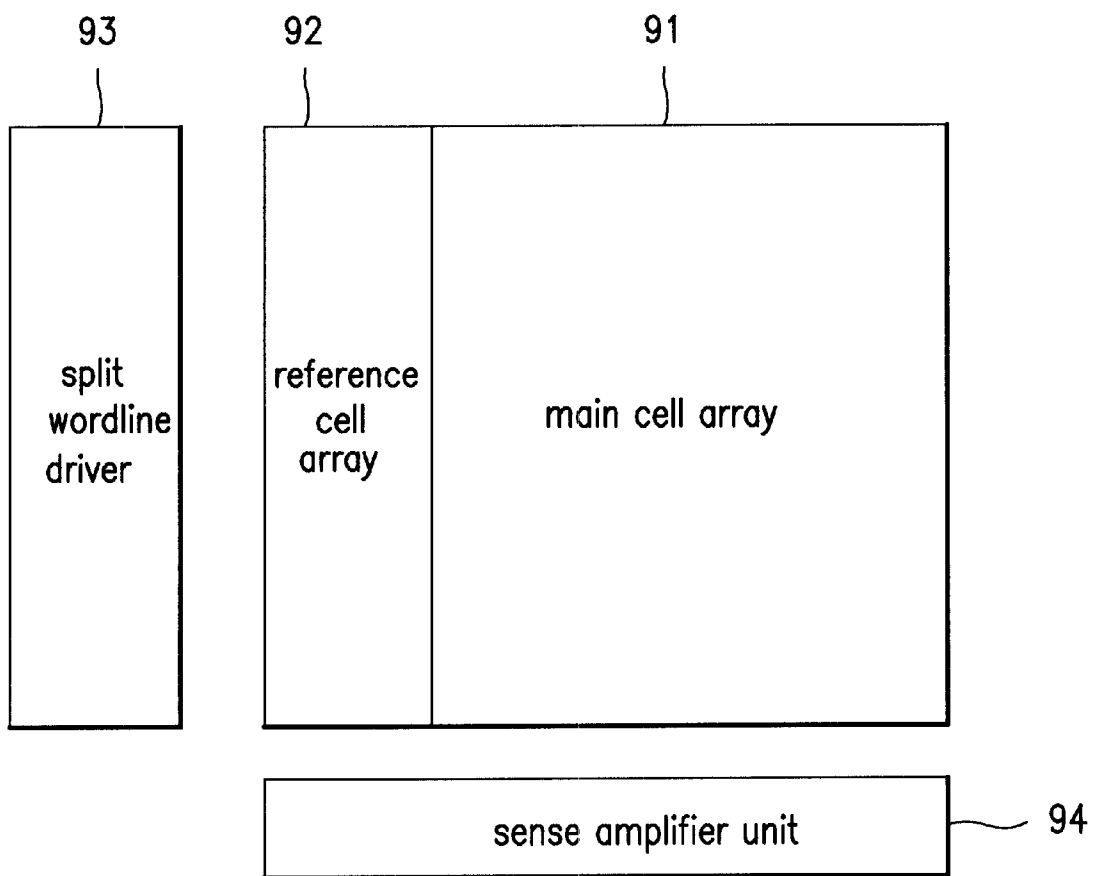 93
92
91
split
wordline
driver
reference
cell
array
main cell array
sense amplifier unit
94